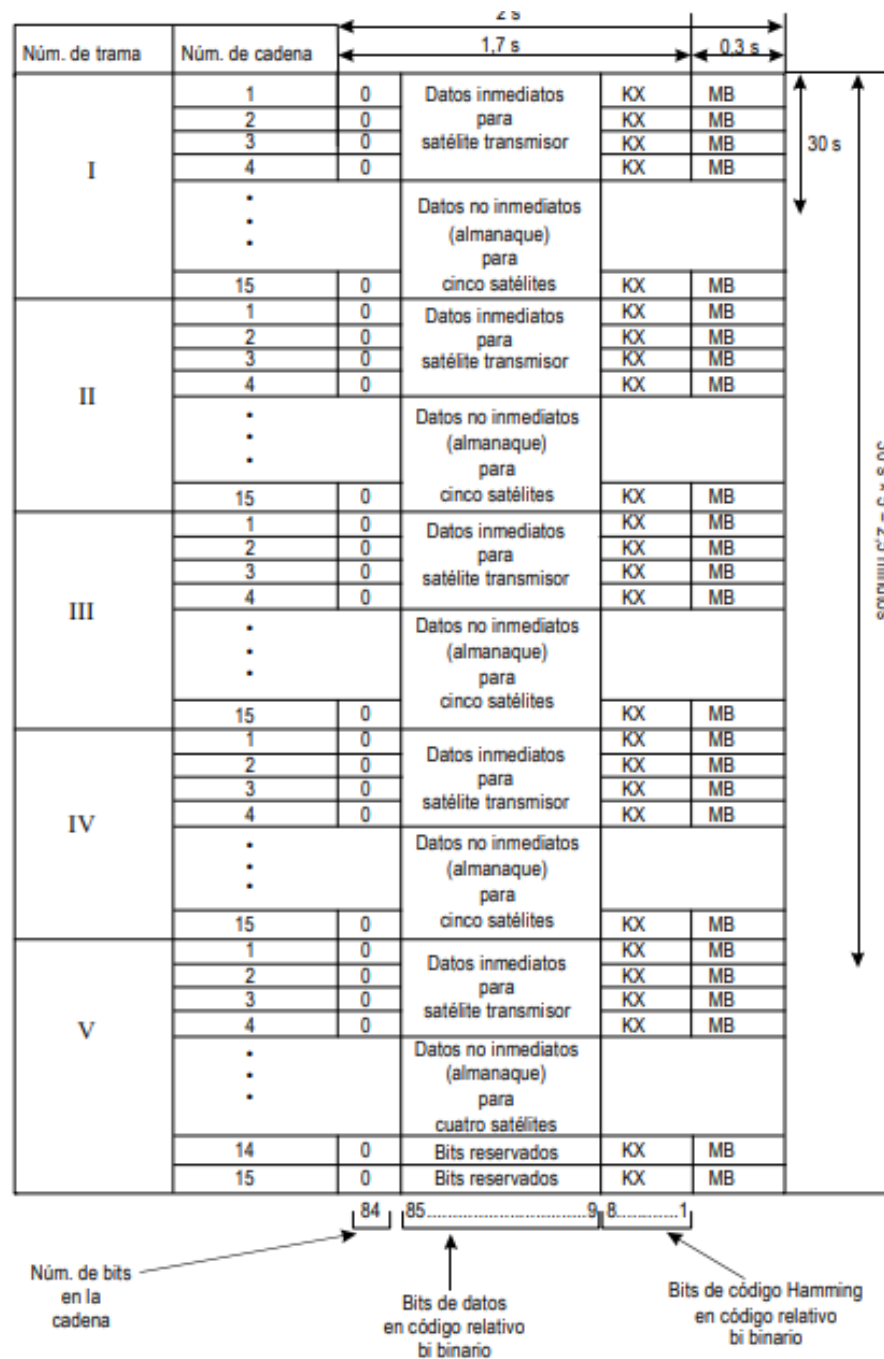 2 s
Núm. de trama Núm. de cadena 1,7 s 0,3 s
I
1 0 Datos inmediatos KX MB
2 0 para KX MB
3 0 satélite transmisor KX MB
4 0 KX MB
30 s
• Datos no inmediatos
• (almanaque)
• para
15 0 cinco satélites KX MB
II
1 0 Datos inmediatos KX MB
2 0 para KX MB
3 0 satélite transmisor KX MB
4 0 KX MB
• Datos no inmediatos
• (almanaque)
• para
15 0 cinco satélites KX MB
III
1 0 Datos inmediatos KX MB
2 0 para KX MB
3 0 satélite transmisor KX MB
4 0 KX MB
• Datos no inmediatos
• (almanaque)
• para
cinco satélites
15 0 KX MB
IV
1 0 Datos inmediatos KX MB
2 0 para KX MB
3 0 satélite transmisor KX MB
4 0 KX MB
• Datos no inmediatos
• (almanaque)
• para
15 0 cinco satélites KX MB
V
1 0 Datos inmediatos KX MB
2 0 para KX MB
3 0 satélite transmisor KX MB
4 0 KX MB
• Datos no inmediatos
• (almanaque)
• para
cuatro satélites
14 0 Bits reservados KX MB
15 0 Bits reservados KX MB
84 85..........................................9 8..............1
Núm. de bits
en la
cadena
Bits de datos
en código relativo
bi binario
Bits de código Hamming
en código relativo
bi binario